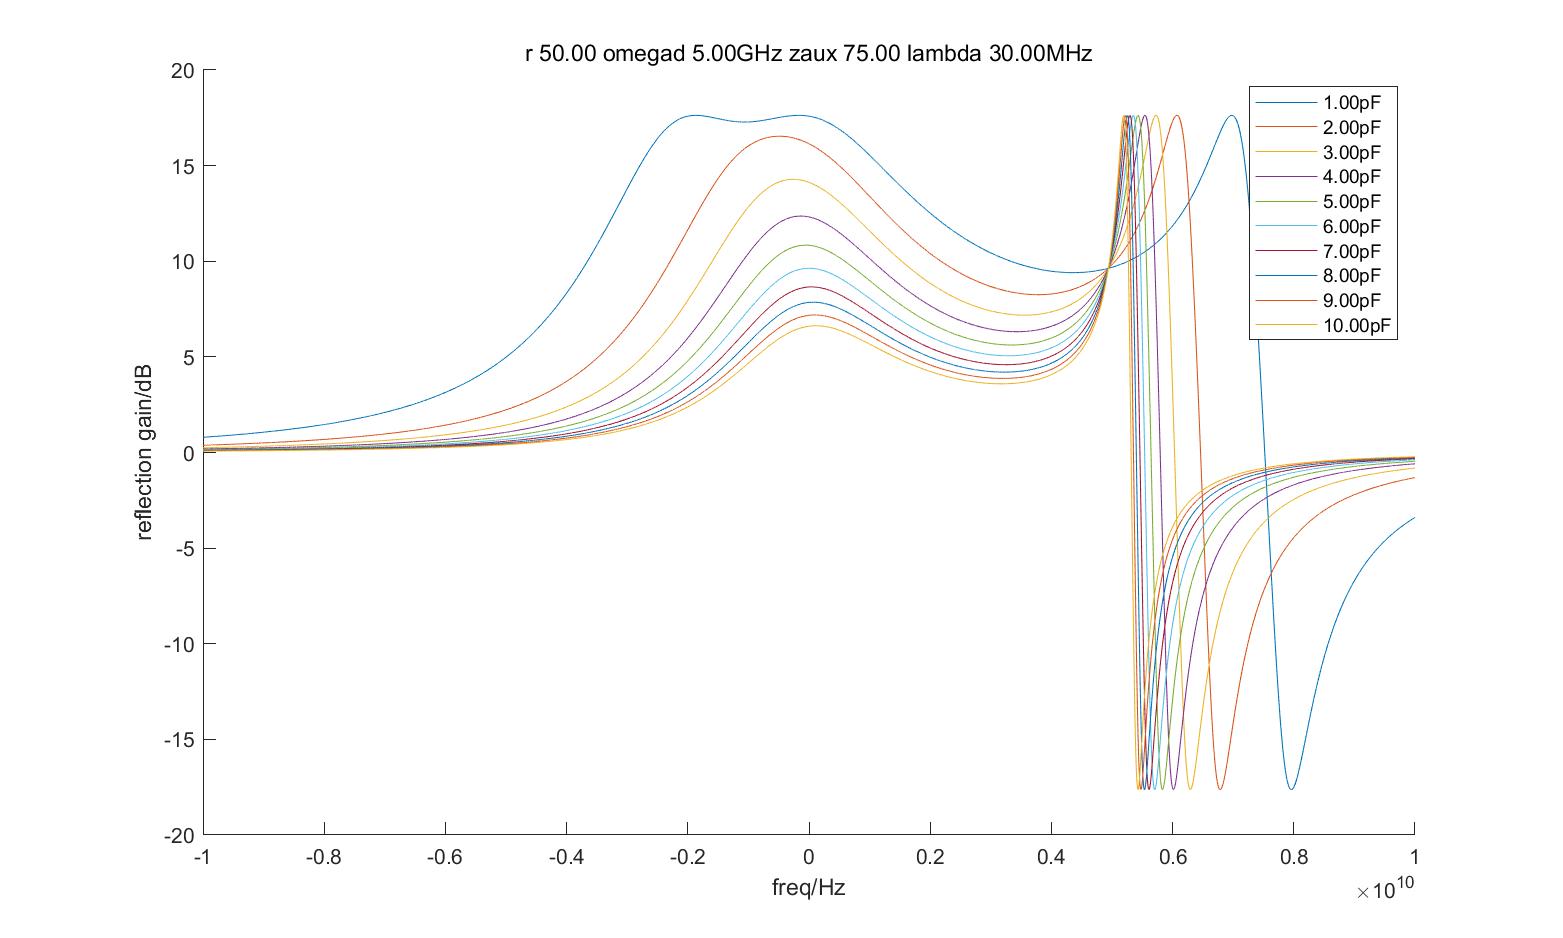 r 50.00 omegad 5.00GHz zaux 75.00 lambda 30.00MHz
20
15
10
5
0
-5
-10
-15
-20
reflection gain/dB
1.00pF
2.00pF
3.00pF
4.00pF
5.00pF
6.00pF
7.00pF
8.00pF
9.00pF
10.00pF
-1 -0.8 -0.6 -0.4 -0.2 0 0.2 0.4 0.6 0.8 1
freq/Hz
×10^10